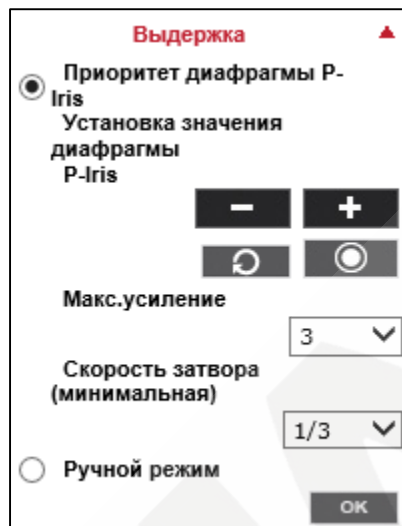 Выдержка
Приоритет диафрагмы P-
Iris
Установка значения
диафрагмы
P-Iris
Макс.усиление
3
Скорость затвора
(минимальная)
1/3
Ручной режим
OK